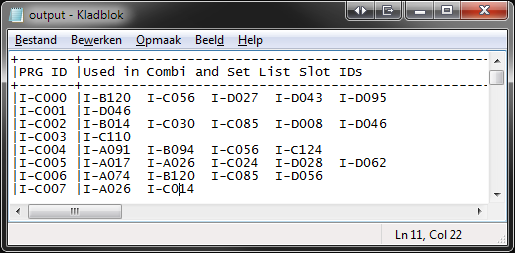 output - Kladblok
Bestand Bewerken Opmaak Beeld Help
+-------+--------------------------------------------------
|PRG ID |Used in Combi and Set List Slot IDs
+-------+--------------------------------------------------
|I-C000 |I-B120 I-C056 I-D027 I-D043 I-D095
|I-C001 |I-D046
|I-C002 |I-B014 I-C030 I-C085 I-D008 I-D046
|I-C003 |I-C110
|I-C004 |I-A091 I-B094 I-C056 I-C124
|I-C005 |I-A017 I-A026 I-C024 I-D028 I-D062
|I-C006 |I-A074 I-B120 I-C085 I-D056
|I-C007 |I-A026 I-C014
Ln 11, Col 22